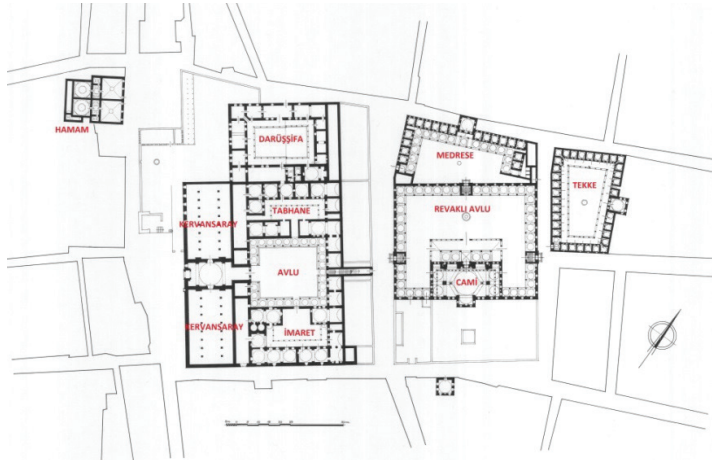 HAMAM
DARÜŞŞİFA
MEDRESE
TEKKE
KERVANSARAY
TABHANE
REVAKLI AVLU
AVLU
CAMİ
KERVANSARAY
İMARET